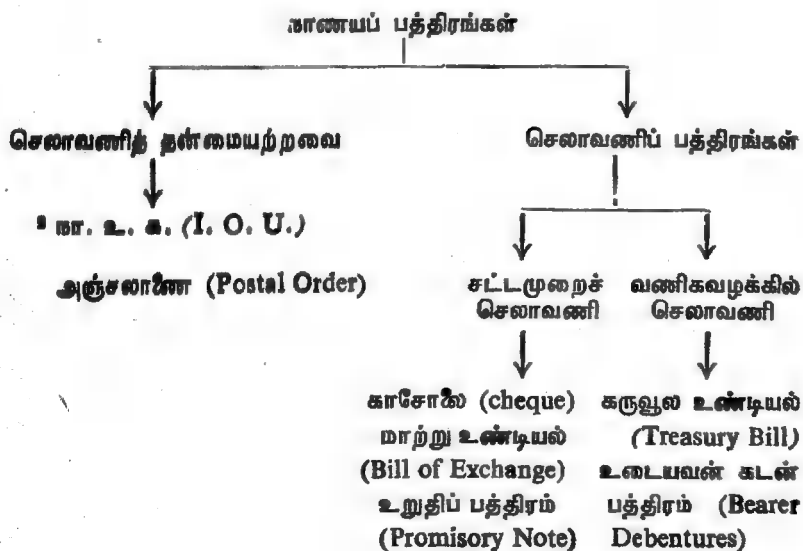 நாணயப் பத்திரங்கள்
செலாவணித் தன்மையற்றவை
செலாவணிப் பத்திரங்கள்
நா. உ. க. (I. O. U.)
அஞ்சலாணை (Postal Order)
சட்டமுறைச் செலாவணி
வணிகவழக்கில் செலாவணி
காசோலை (cheque)
மாற்று உண்டியல்
(Bill of Exchange)
உறுதிப் பத்திரம்
(Promisory Note)
கருவூல உண்டியல்
(Treasury Bill)
உடையவன் கடன்
பத்திரம் (Bearer
Debentures)